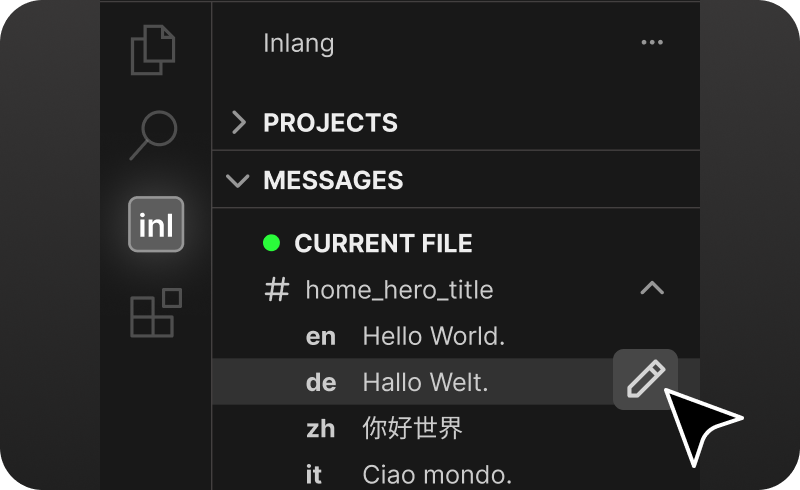 Inlang
PROJECTS
MESSAGES
inl
CURRENT FILE
# home_hero_title
en Hello World.
de Hallo Welt.
zh 你好世界
it Ciao mondo.